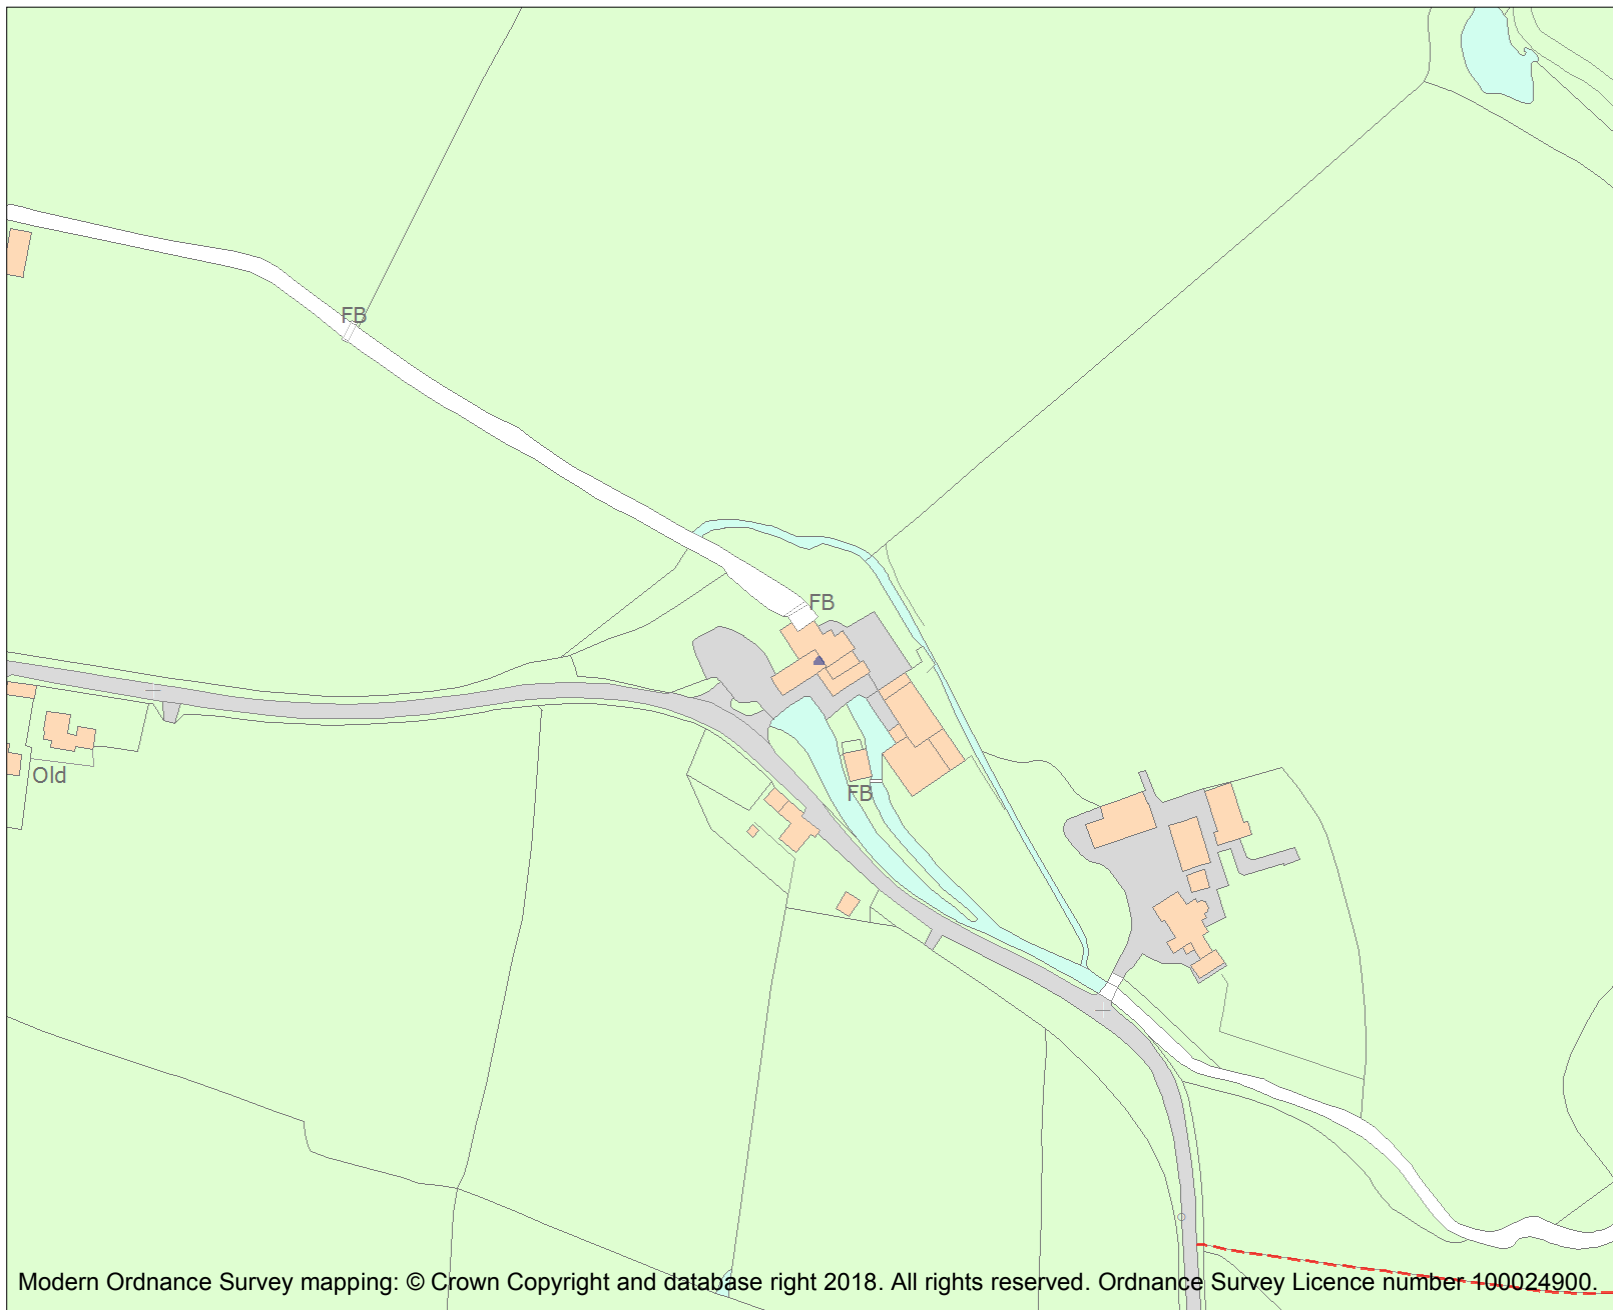 FB
FB
Old
FB
Modern Ordnance Survey mapping: © Crown Copyright and database right 2018. All rights reserved. Ordnance Survey Licence number 100024900.